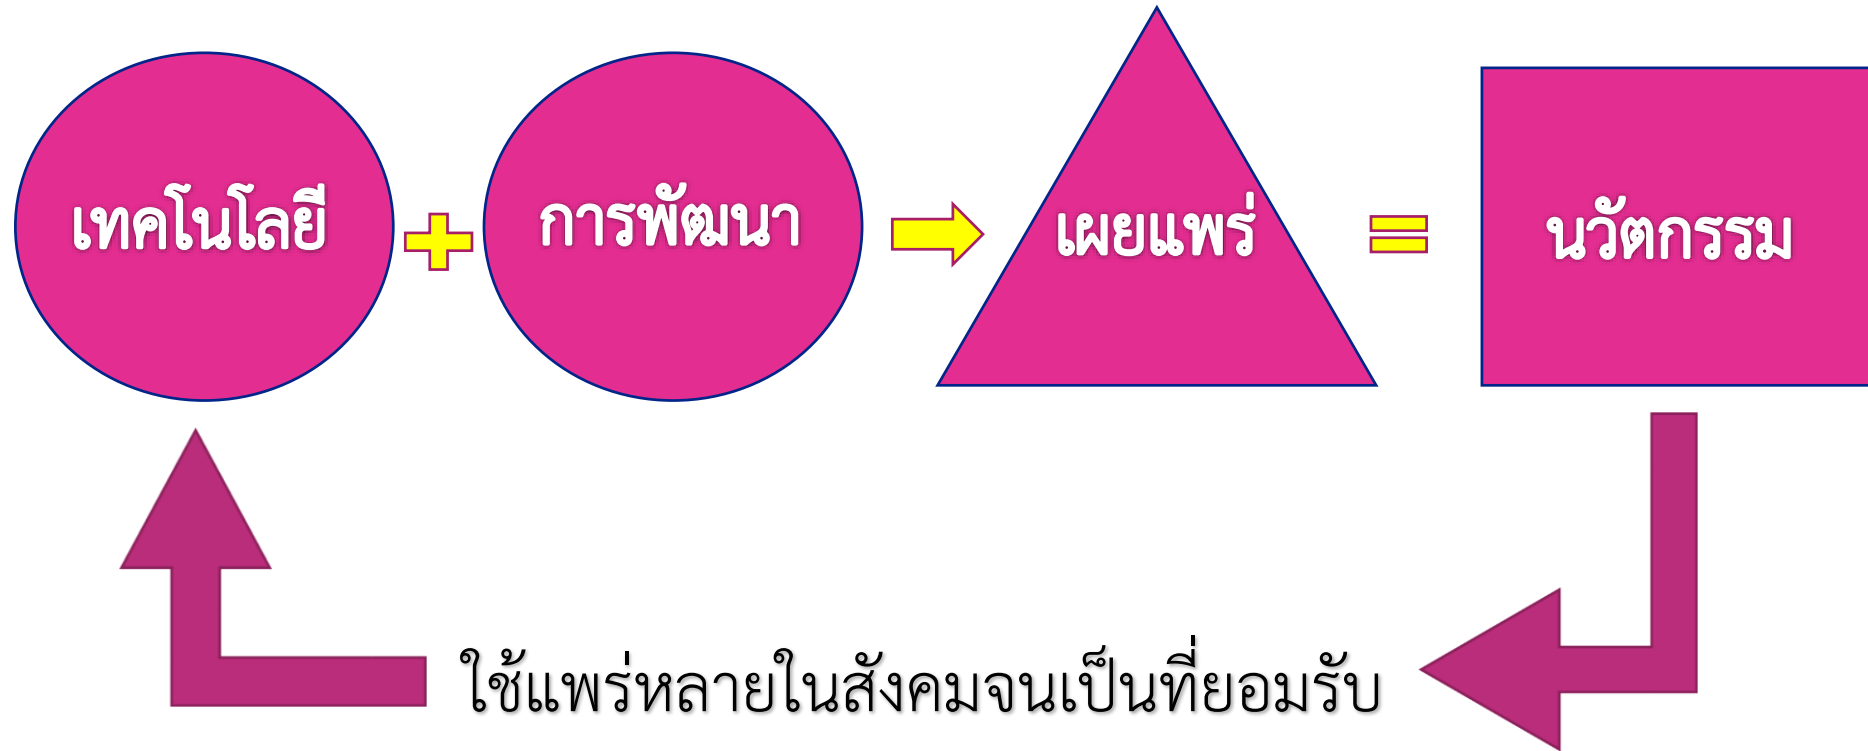 เทคโนโลยี
การพัฒนา
เผยแพร่
นวัตกรรม
ใช้แพร่หลายในสังคมจนเป็นที่ยอมรับ